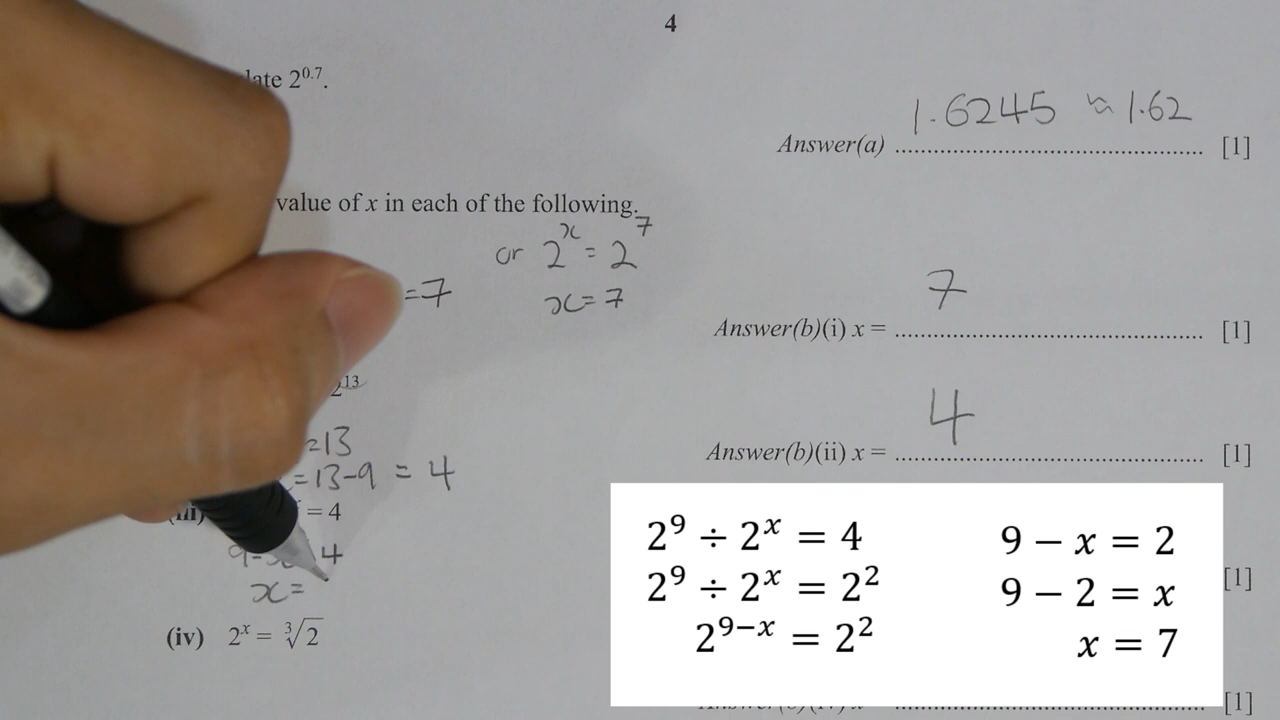 4
late 2^0.7.
1.6245 ≈ 1.62
Answer(a) ........................................ [1]
value of x in each of the following.
or 2^x = 2^7
=7
x=7
7
Answer(b)(i) x = ........................................ [1]
2^13
4
=13
=13-9 = 4
Answer(b)(ii) x = ........................................ [1]
(iii) = 4
4
x=
[1]
(iv) 2^x = ∛2
2^9 ÷ 2^x = 4
2^9 ÷ 2^x = 2^2
2^(9−x) = 2^2
9 − x = 2
9 − 2 = x
x = 7
[1]